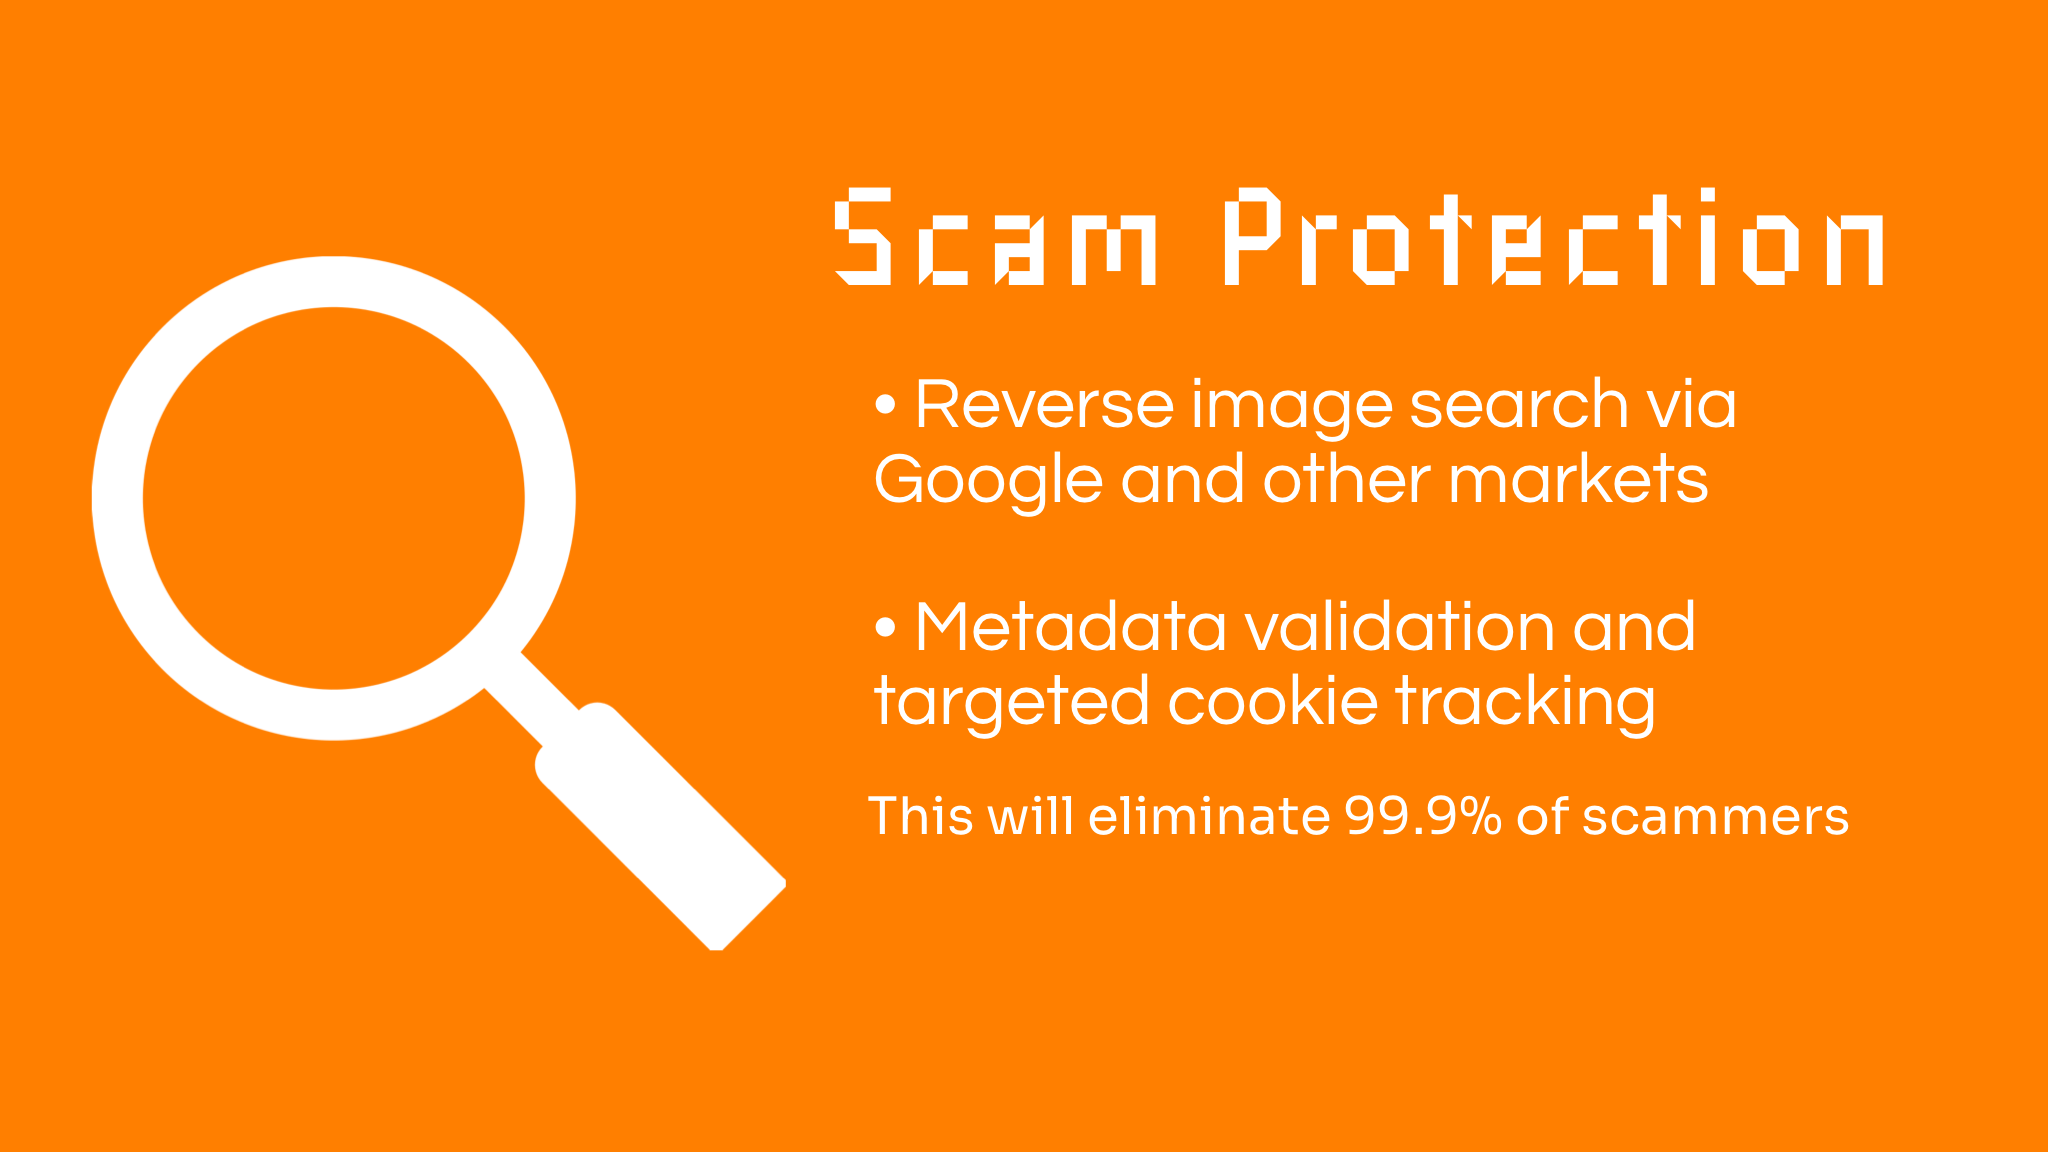 Scam Protection
• Reverse image search via
Google and other markets
• Metadata validation and
targeted cookie tracking
This will eliminate 99.9% of scammers